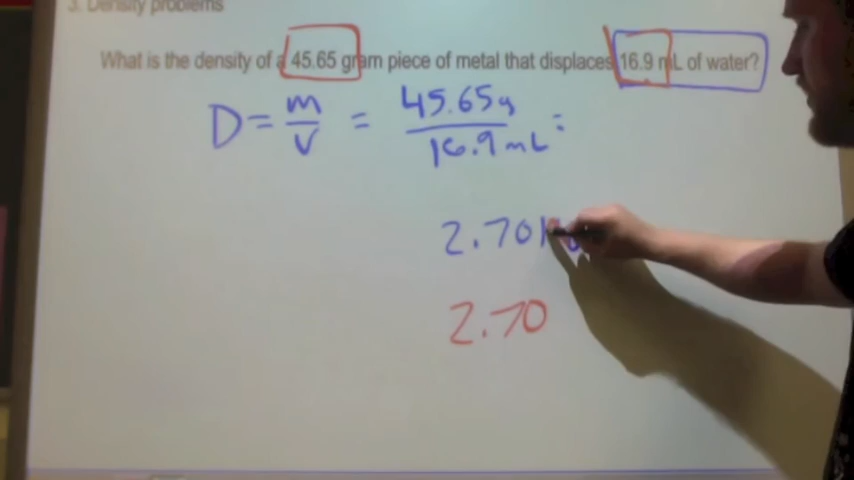 3. Density problems
What is the density of a 45.65 gram piece of metal that displaces 16.9 mL of water?
D = m/V = 45.65g/16.9mL =
2.701
2.70